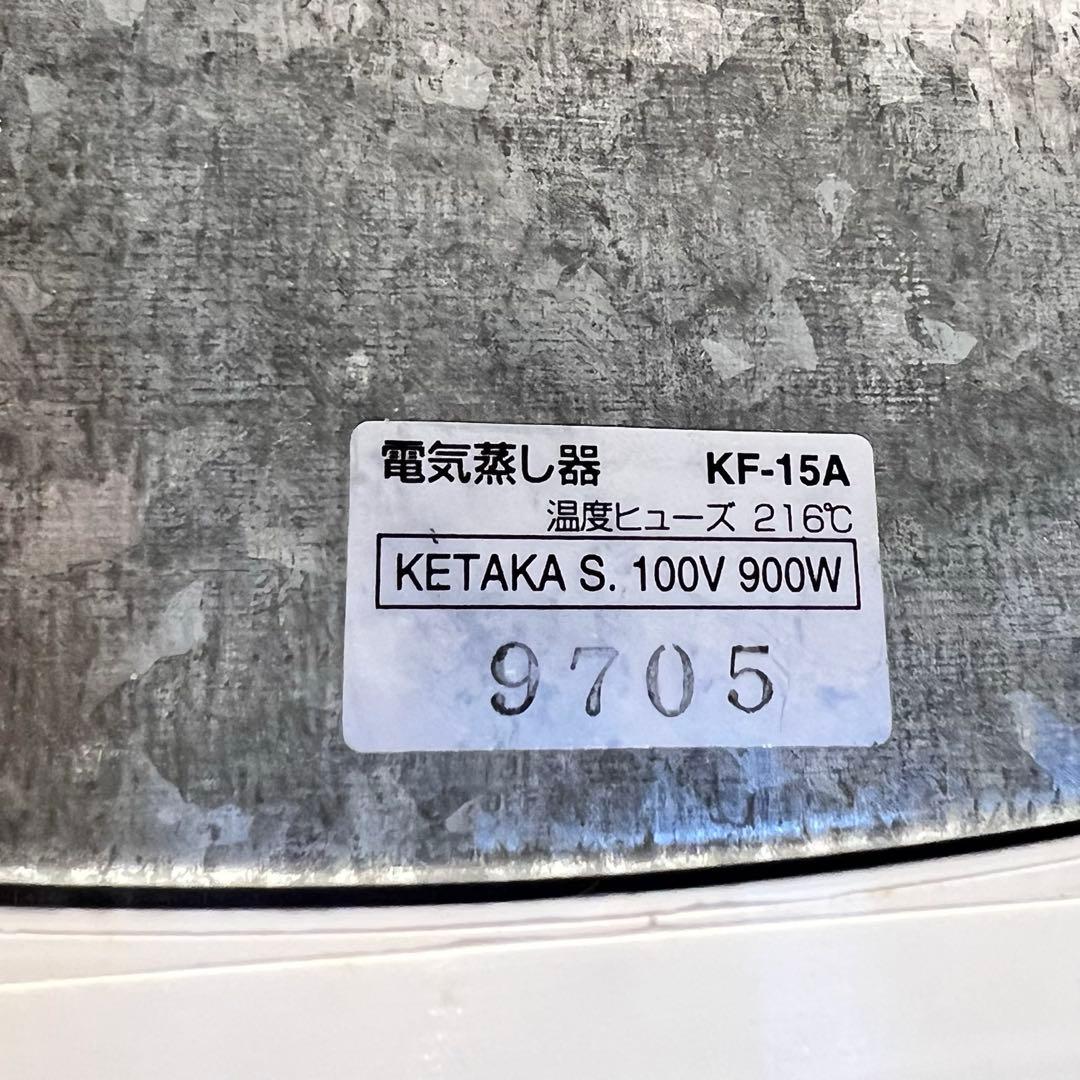 電気蒸し器 KF-15A
温度ヒューズ 216℃
KETAKA S. 100V 900W
9705